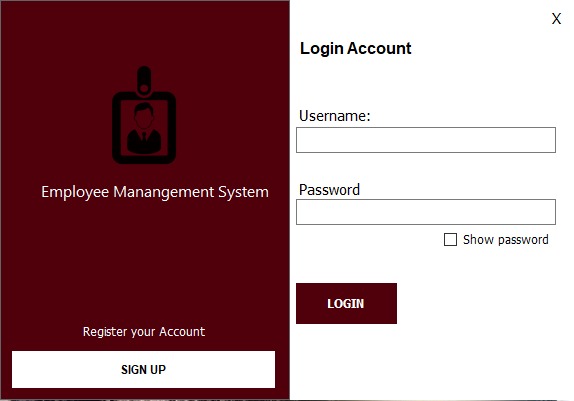 X
Login Account
Username:
Employee Manangement System
Password
Show password
LOGIN
Register your Account
SIGN UP